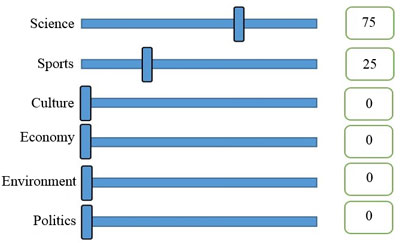 Science 75
Sports 25
Culture 0
Economy 0
Environment 0
Politics 0